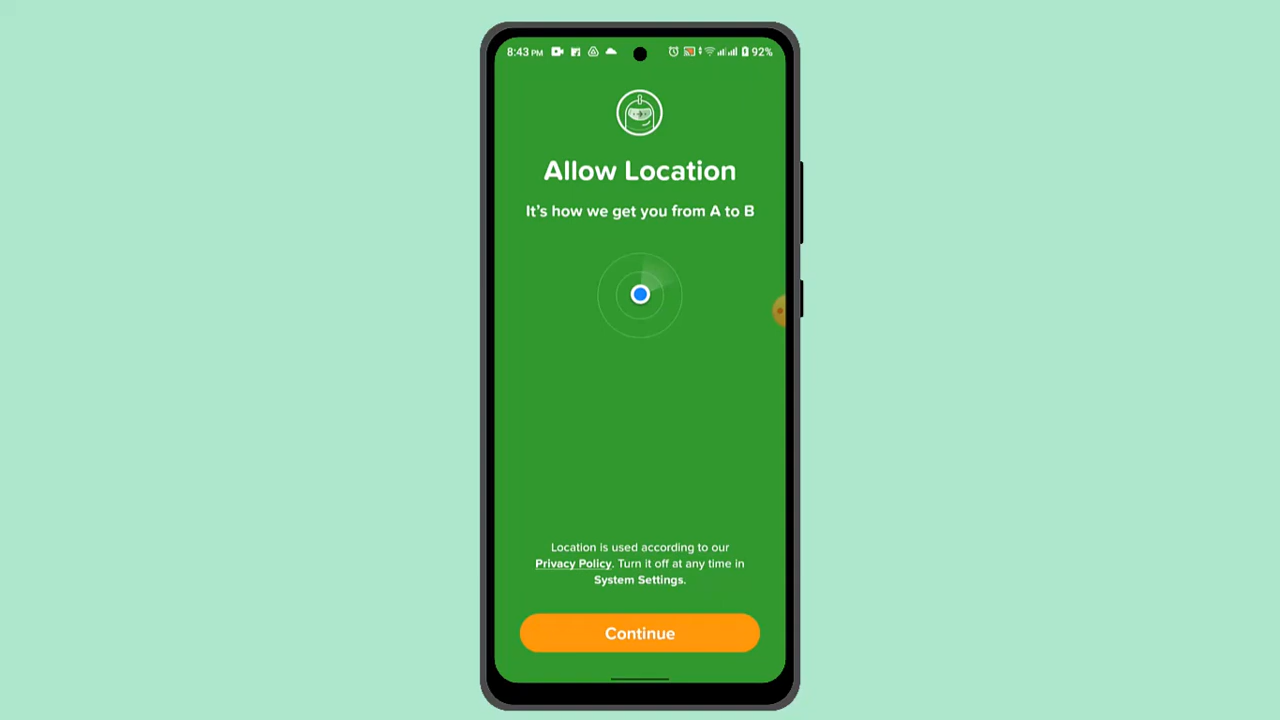 8:43 PM 92%
Allow Location
It's how we get you from A to B
Location is used according to our
Privacy Policy. Turn it off at any time in
System Settings.
Continue